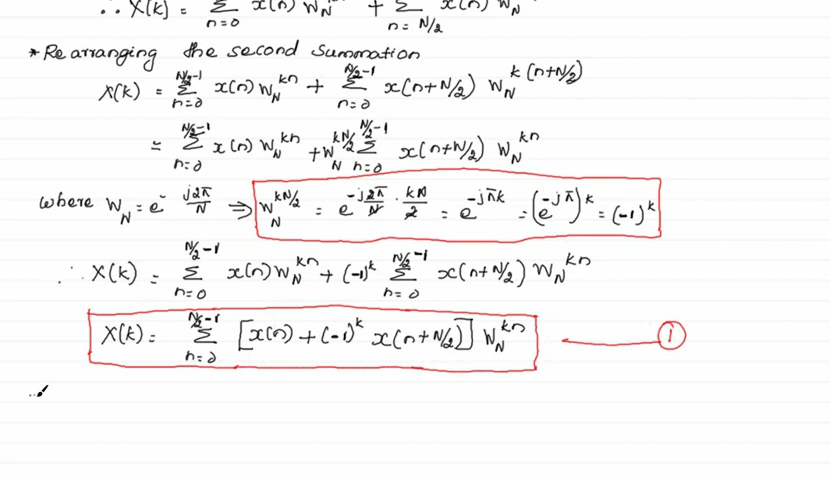 ∴ X(k) = Σ_{n=0} x(n) W_N + Σ_{n=N/2} x(n) W_N
* Rearranging the second summation
X(k) = Σ_{n=0}^{N/2-1} x(n) W_N^{kn} + Σ_{n=0}^{N/2-1} x(n+N/2) W_N^{k(n+N/2)}
= Σ_{n=0}^{N/2-1} x(n) W_N^{kn} + W_N^{kN/2} Σ_{n=0}^{N/2-1} x(n+N/2) W_N^{kn}
where W_N = e^{-j2π/N} ⇒ W_N^{kN/2} = e^{-j2π/N · kN/2} = e^{-jπk} = (e^{-jπ})^k = (-1)^k
∴ X(k) = Σ_{n=0}^{N/2-1} x(n) W_N^{kn} + (-1)^k Σ_{n=0}^{N/2-1} x(n+N/2) W_N^{kn}
X(k) = Σ_{n=0}^{N/2-1} [x(n) + (-1)^k x(n+N/2)] W_N^{kn} — ①